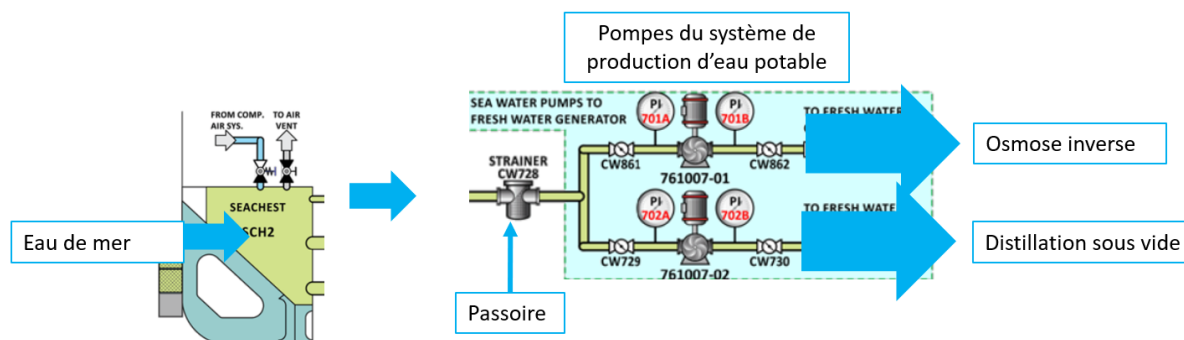 Pompes du système de
production d'eau potable
FROM COMP.
AIR SYS.
TO AIR
VENT
SEACHEST
SCH2
Eau de mer
SEA WATER PUMPS TO
FRESH WATER GENERATOR
STRAINER
CW728
Passoire
PI
701A
PI
701B
TO FRESH WATER
CW861
CW862
761007-01
PI
702A
PI
702B
TO FRESH WATE
CW729
CW730
761007-02
Osmose inverse
Distillation sous vide